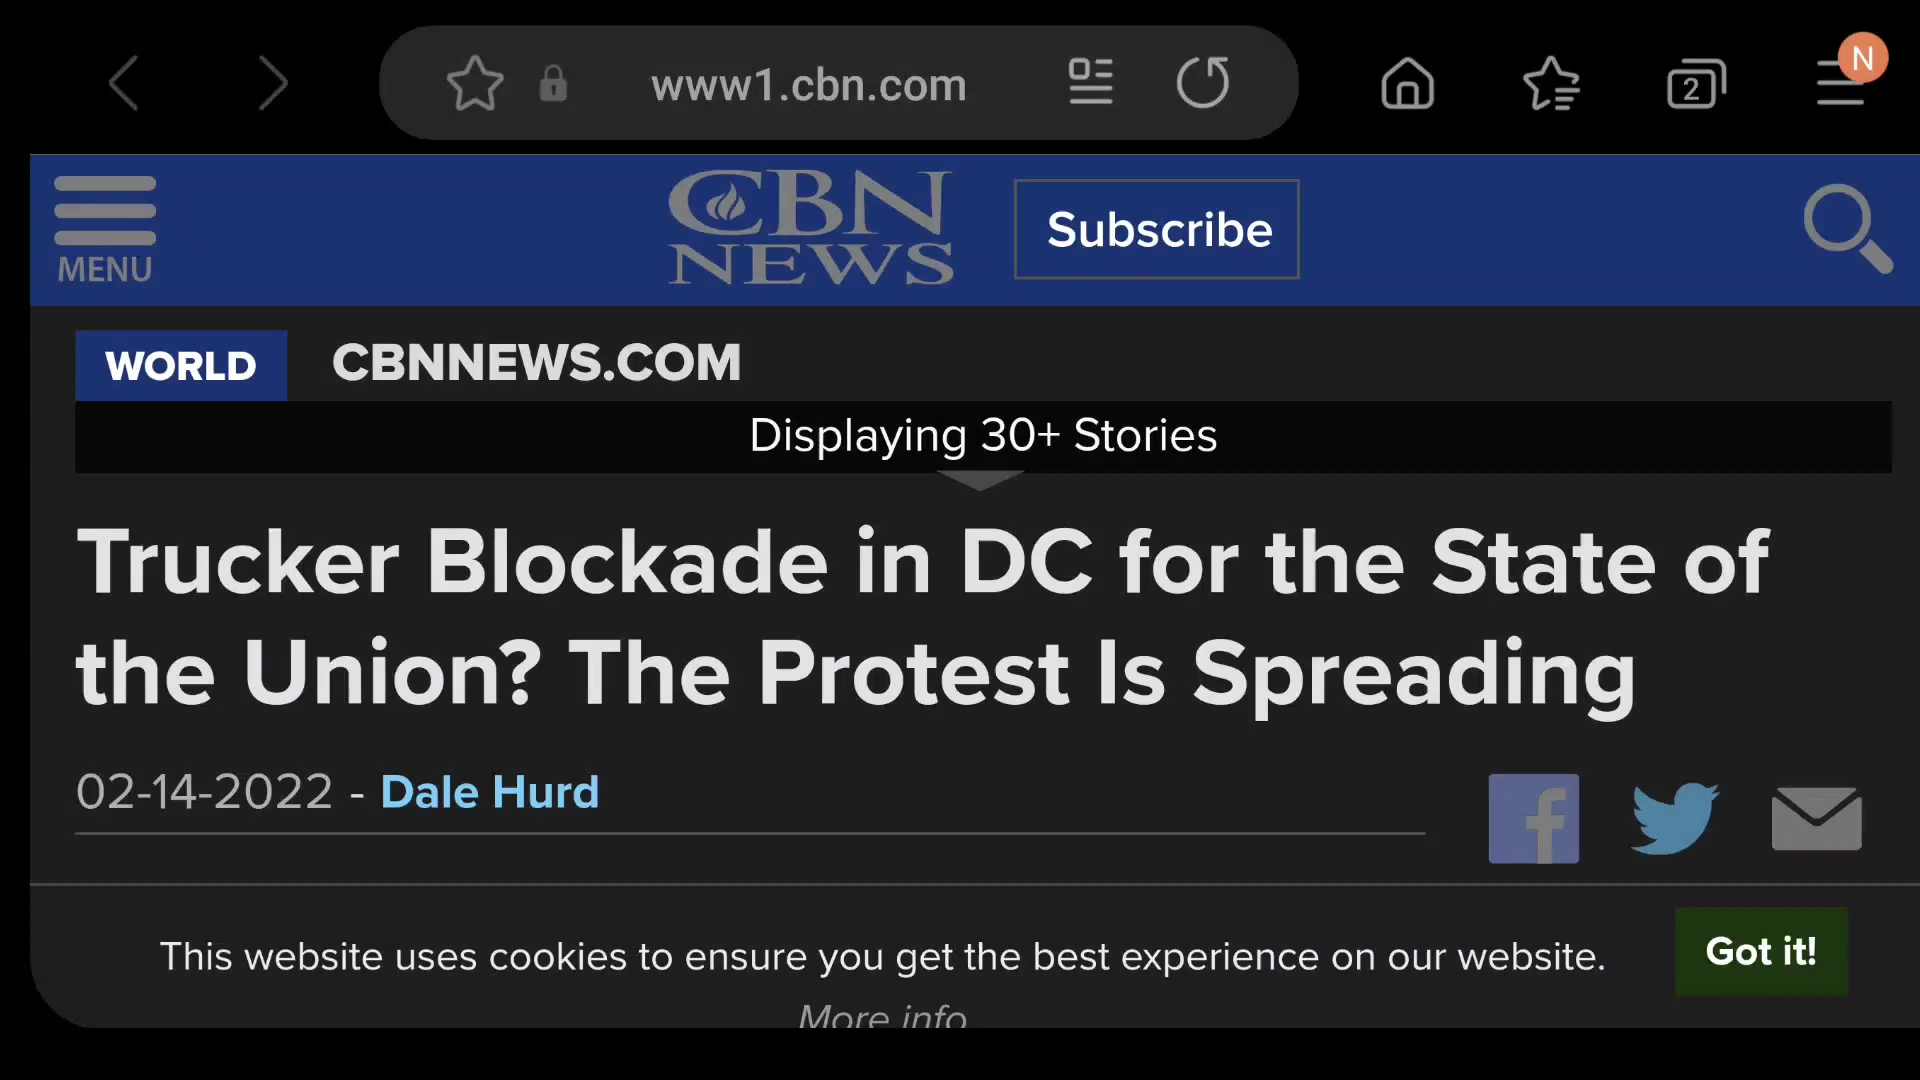 www1.cbn.com
2
N
MENU
CBN
NEWS
Subscribe
WORLD
CBNNEWS.COM
Displaying 30+ Stories
Trucker Blockade in DC for the State of
the Union? The Protest Is Spreading
02-14-2022 - Dale Hurd
f
This website uses cookies to ensure you get the best experience on our website.
Got it!
More info